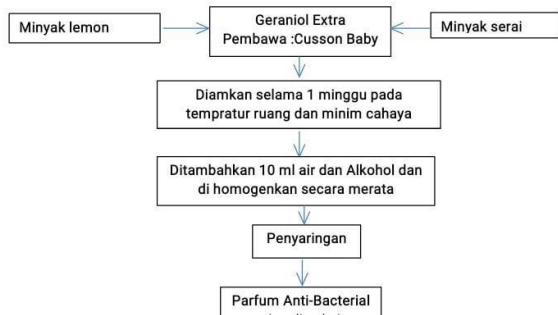 Minyak lemon
Geraniol Extra
Pembawa :Cusson Baby
Minyak serai
Diamkan selama 1 minggu pada
tempratur ruang dan minim cahaya
Ditambahkan 10 ml air dan Alkohol dan
di homogenkan secara merata
Penyaringan
Parfum Anti-Bacterial